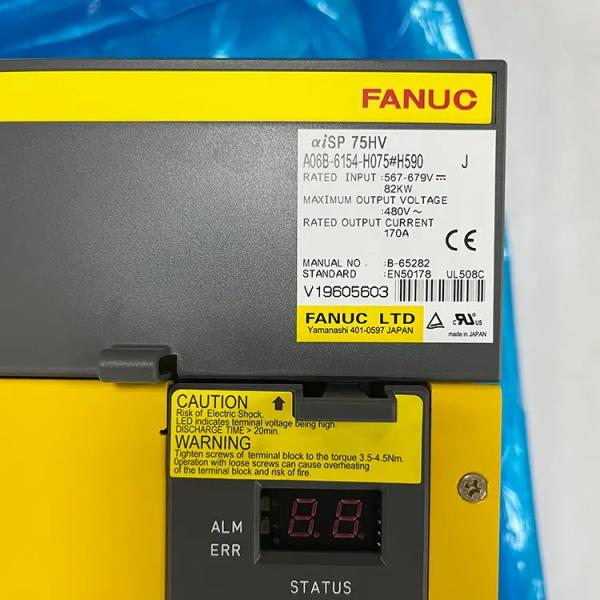 FANUC
αiSP 75HV
A06B-6154-H075#H590 J
RATED INPUT :567-679V⎓
82KW
MAXIMUM OUTPUT VOLTAGE
:480V～
RATED OUTPUT CURRENT
170A
CE
MANUAL NO. :B-65282
STANDARD :EN50178 UL508C
V19605603
FANUC LTD
Yamanashi 401-0597 JAPAN
c RU US
made in JAPAN
CAUTION
Risk of Electric Shock.
LED indicates terminal voltage being high.
DISCHARGE TIME > 20min.
WARNING
Tighten screws of terminal block to the torque 3.5-4.5Nm.
Operation with loose screws can cause overheating
of the terminal block and risk of fire.
8.8.
ALM
ERR
STATUS